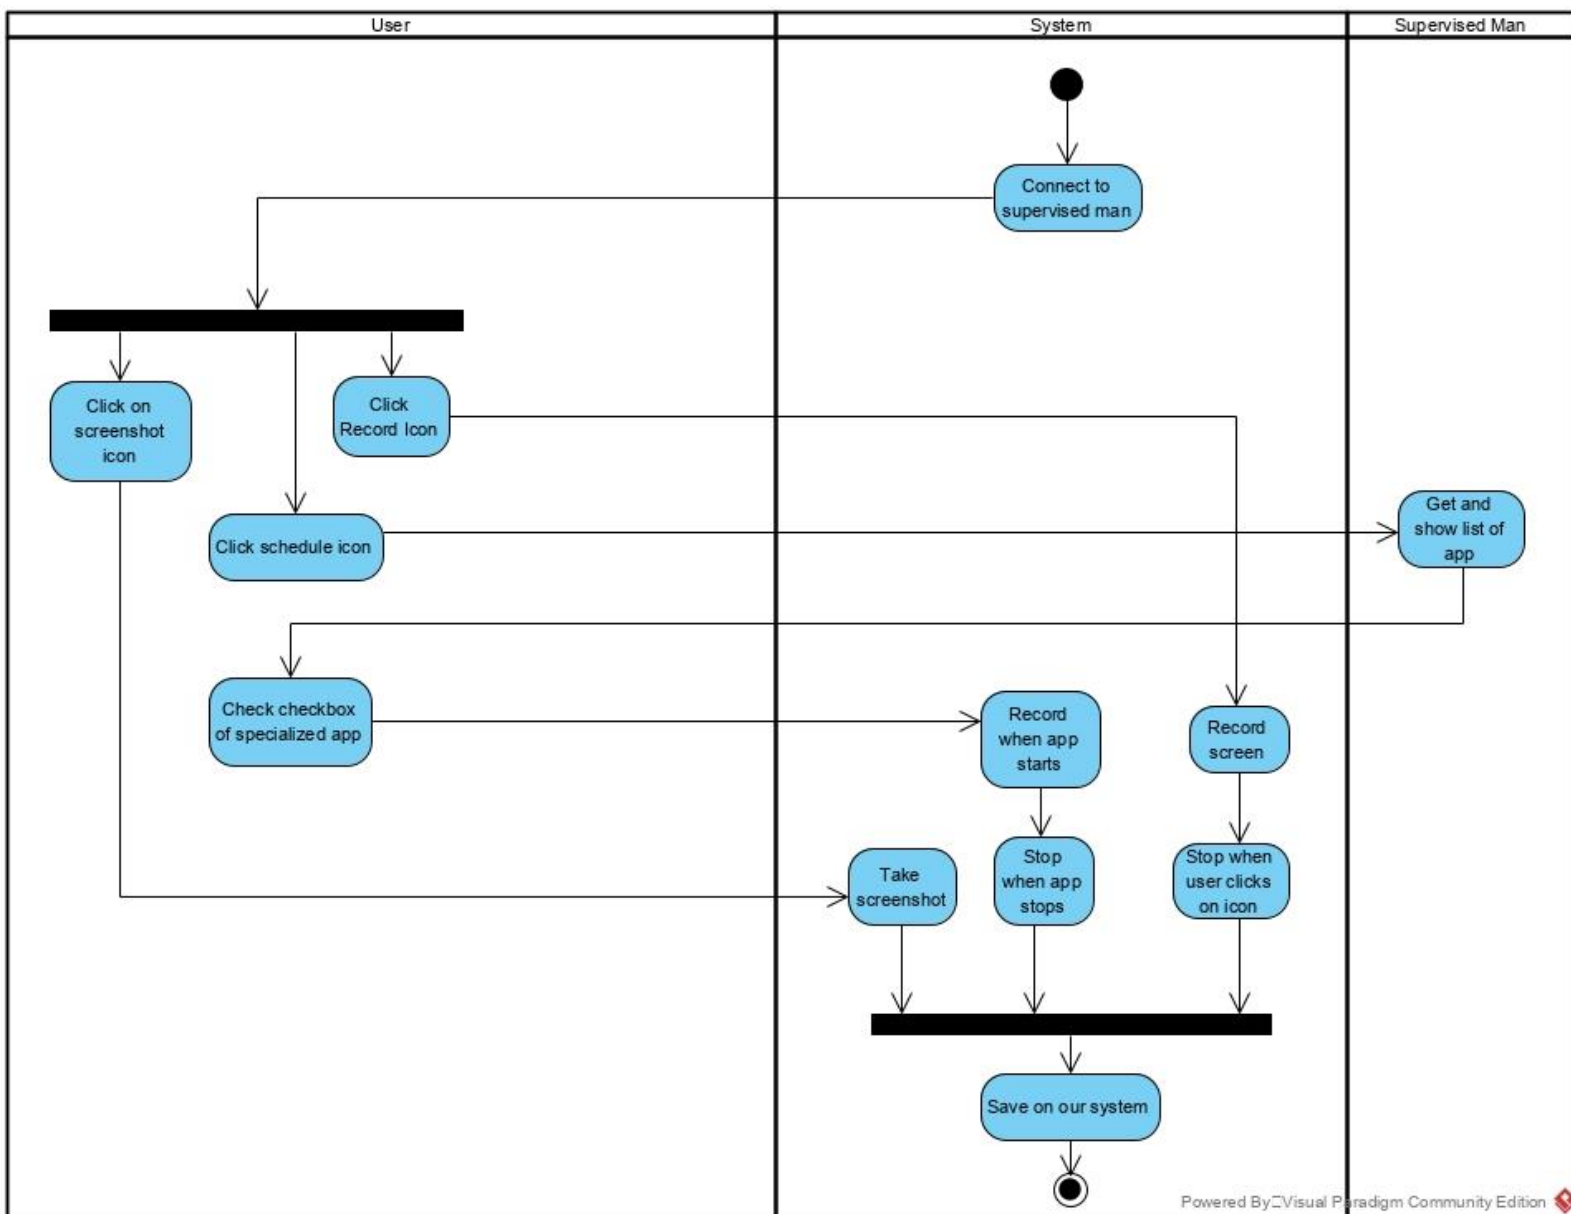 User
System
Supervised Man
Connect to
supervised man
Click on
screenshot
icon
Click
Record Icon
Click schedule icon
Get and
show list of
app
Check checkbox
of specialized app
Record
when app
starts
Record
screen
Take
screenshot
Stop
when app
stops
Stop when
user clicks
on icon
Save on our system
Powered By Visual Paradigm Community Edition